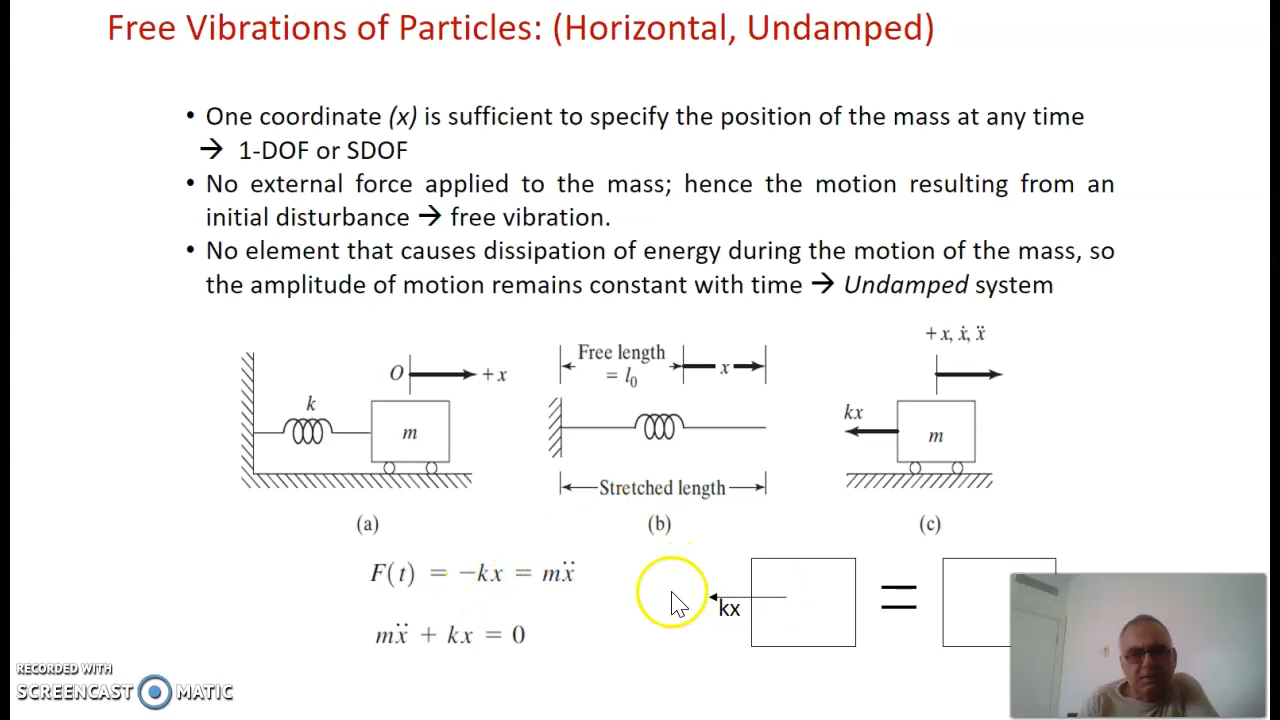 Free Vibrations of Particles: (Horizontal, Undamped)
• One coordinate (x) is sufficient to specify the position of the mass at any time
→ 1-DOF or SDOF
• No external force applied to the mass; hence the motion resulting from an
initial disturbance → free vibration.
• No element that causes dissipation of energy during the motion of the mass, so
the amplitude of motion remains constant with time → Undamped system
O +x
k
m
(a)
Free length
= l₀
x
Stretched length
(b)
+x, ẋ, ẍ
kx
m
(c)
F(t) = −kx = mẍ
mẍ + kx = 0
kx
=
RECORDED WITH
SCREENCAST MATIC